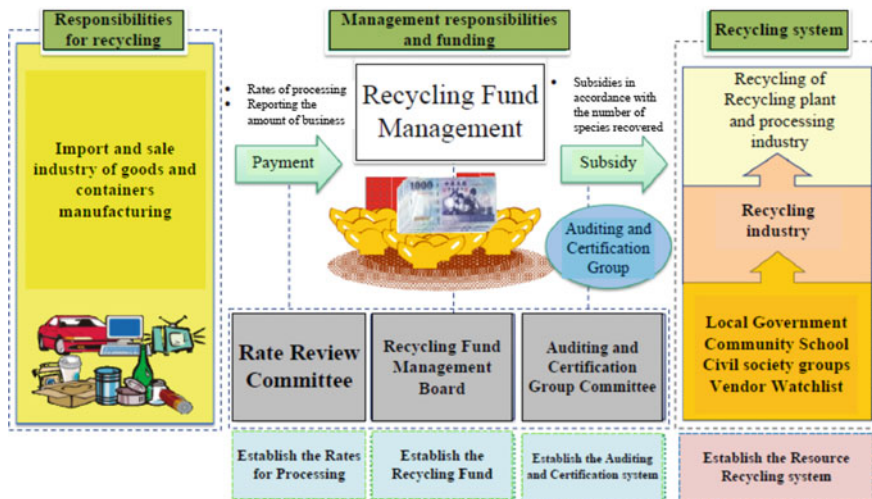 Responsibilities
for recycling
Import and sale
industry of goods and
containers
manufacturing
Management responsibilities
and funding
• Rates of processing
• Reporting the
amount of business
Payment
Recycling Fund
Management
• Subsidies in
accordance with
the number of
species recovered
Subsidy
1000
Auditing and
Certification
Group
Rate Review
Committee
Recycling Fund
Management
Board
Auditing and
Certification
Group Committee
Establish the Rates
for Processing
Establish the
Recycling Fund
Establish the Auditing
and Certification system
Recycling system
Recycling of
Recycling plant
and processing
industry
Recycling
industry
Local Government
Community School
Civil society groups
Vendor Watchlist
Establish the Resource
Recycling system